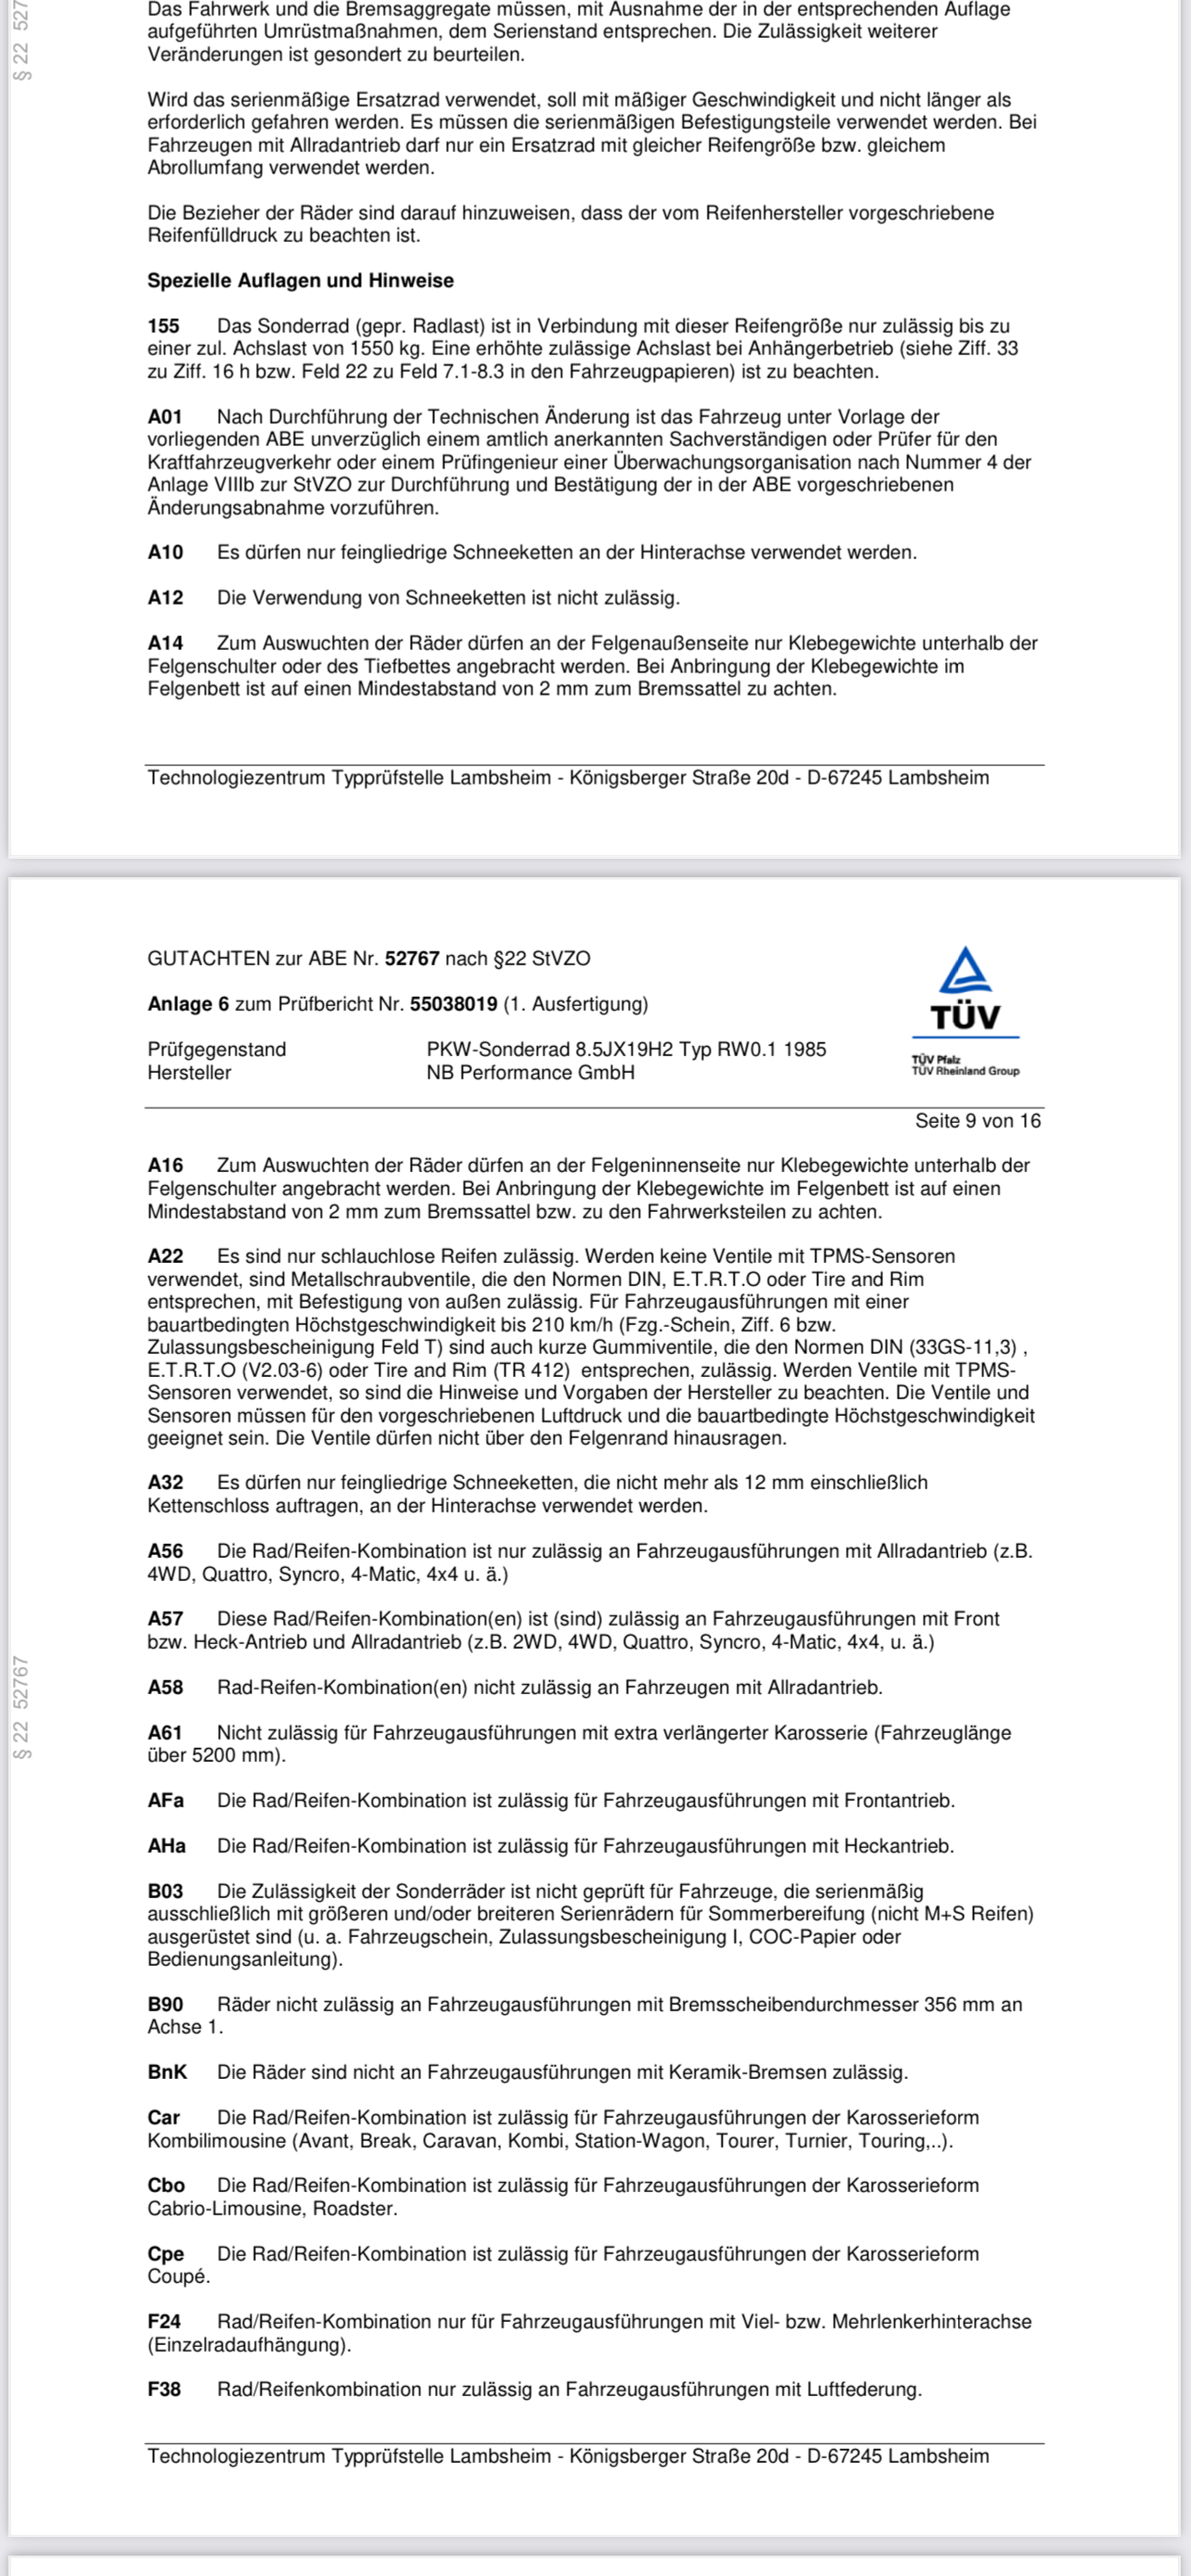 § 22 527
Das Fahrwerk und die Bremsaggregate müssen, mit Ausnahme der in der entsprechenden Auflage
aufgeführten Umrüstmaßnahmen, dem Serienstand entsprechen. Die Zulässigkeit weiterer
Veränderungen ist gesondert zu beurteilen.
Wird das serienmäßige Ersatzrad verwendet, soll mit mäßiger Geschwindigkeit und nicht länger als
erforderlich gefahren werden. Es müssen die serienmäßigen Befestigungsteile verwendet werden. Bei
Fahrzeugen mit Allradantrieb darf nur ein Ersatzrad mit gleicher Reifengröße bzw. gleichem
Abrollumfang verwendet werden.
Die Bezieher der Räder sind darauf hinzuweisen, dass der vom Reifenhersteller vorgeschriebene
Reifenfülldruck zu beachten ist.
Spezielle Auflagen und Hinweise
155 Das Sonderrad (gepr. Radlast) ist in Verbindung mit dieser Reifengröße nur zulässig bis zu
einer zul. Achslast von 1550 kg. Eine erhöhte zulässige Achslast bei Anhängerbetrieb (siehe Ziff. 33
zu Ziff. 16 h bzw. Feld 22 zu Feld 7.1-8.3 in den Fahrzeugpapieren) ist zu beachten.
A01 Nach Durchführung der Technischen Änderung ist das Fahrzeug unter Vorlage der
vorliegenden ABE unverzüglich einem amtlich anerkannten Sachverständigen oder Prüfer für den
Kraftfahrzeugverkehr oder einem Prüfingenieur einer Überwachungsorganisation nach Nummer 4 der
Anlage VIIIb zur StVZO zur Durchführung und Bestätigung der in der ABE vorgeschriebenen
Änderungsabnahme vorzuführen.
A10 Es dürfen nur feingliedrige Schneeketten an der Hinterachse verwendet werden.
A12 Die Verwendung von Schneeketten ist nicht zulässig.
A14 Zum Auswuchten der Räder dürfen an der Felgenaußenseite nur Klebegewichte unterhalb der
Felgenschulter oder des Tiefbettes angebracht werden. Bei Anbringung der Klebegewichte im
Felgenbett ist auf einen Mindestabstand von 2 mm zum Bremssattel zu achten.
Technologiezentrum Typprüfstelle Lambsheim - Königsberger Straße 20d - D-67245 Lambsheim
GUTACHTEN zur ABE Nr. 52767 nach §22 StVZO
Anlage 6 zum Prüfbericht Nr. 55038019 (1. Ausfertigung)
Prüfgegenstand PKW-Sonderrad 8.5JX19H2 Typ RW0.1 1985
Hersteller NB Performance GmbH
TÜV
TÜV Pfalz
TÜV Rheinland Group
Seite 9 von 16
A16 Zum Auswuchten der Räder dürfen an der Felgeninnenseite nur Klebegewichte unterhalb der
Felgenschulter angebracht werden. Bei Anbringung der Klebegewichte im Felgenbett ist auf einen
Mindestabstand von 2 mm zum Bremssattel bzw. zu den Fahrwerksteilen zu achten.
A22 Es sind nur schlauchlose Reifen zulässig. Werden keine Ventile mit TPMS-Sensoren
verwendet, sind Metallschraubventile, die den Normen DIN, E.T.R.T.O oder Tire and Rim
entsprechen, mit Befestigung von außen zulässig. Für Fahrzeugausführungen mit einer
bauartbedingten Höchstgeschwindigkeit bis 210 km/h (Fzg.-Schein, Ziff. 6 bzw.
Zulassungsbescheinigung Feld T) sind auch kurze Gummiventile, die den Normen DIN (33GS-11,3) ,
E.T.R.T.O (V2.03-6) oder Tire and Rim (TR 412) entsprechen, zulässig. Werden Ventile mit TPMS-
Sensoren verwendet, so sind die Hinweise und Vorgaben der Hersteller zu beachten. Die Ventile und
Sensoren müssen für den vorgeschriebenen Luftdruck und die bauartbedingte Höchstgeschwindigkeit
geeignet sein. Die Ventile dürfen nicht über den Felgenrand hinausragen.
A32 Es dürfen nur feingliedrige Schneeketten, die nicht mehr als 12 mm einschließlich
Kettenschloss auftragen, an der Hinterachse verwendet werden.
A56 Die Rad/Reifen-Kombination ist nur zulässig an Fahrzeugausführungen mit Allradantrieb (z.B.
4WD, Quattro, Syncro, 4-Matic, 4x4 u. ä.)
A57 Diese Rad/Reifen-Kombination(en) ist (sind) zulässig an Fahrzeugausführungen mit Front
bzw. Heck-Antrieb und Allradantrieb (z.B. 2WD, 4WD, Quattro, Syncro, 4-Matic, 4x4, u. ä.)
§ 22 52767
A58 Rad-Reifen-Kombination(en) nicht zulässig an Fahrzeugen mit Allradantrieb.
A61 Nicht zulässig für Fahrzeugausführungen mit extra verlängerter Karosserie (Fahrzeuglänge
über 5200 mm).
AFa Die Rad/Reifen-Kombination ist zulässig für Fahrzeugausführungen mit Frontantrieb.
AHa Die Rad/Reifen-Kombination ist zulässig für Fahrzeugausführungen mit Heckantrieb.
B03 Die Zulässigkeit der Sonderräder ist nicht geprüft für Fahrzeuge, die serienmäßig
ausschließlich mit größeren und/oder breiteren Serienrädern für Sommerbereifung (nicht M+S Reifen)
ausgerüstet sind (u. a. Fahrzeugschein, Zulassungsbescheinigung I, COC-Papier oder
Bedienungsanleitung).
B90 Räder nicht zulässig an Fahrzeugausführungen mit Bremsscheibendurchmesser 356 mm an
Achse 1.
BnK Die Räder sind nicht an Fahrzeugausführungen mit Keramik-Bremsen zulässig.
Car Die Rad/Reifen-Kombination ist zulässig für Fahrzeugausführungen der Karosserieform
Kombilimousine (Avant, Break, Caravan, Kombi, Station-Wagon, Tourer, Turnier, Touring,..).
Cbo Die Rad/Reifen-Kombination ist zulässig für Fahrzeugausführungen der Karosserieform
Cabrio-Limousine, Roadster.
Cpe Die Rad/Reifen-Kombination ist zulässig für Fahrzeugausführungen der Karosserieform
Coupé.
F24 Rad/Reifen-Kombination nur für Fahrzeugausführungen mit Viel- bzw. Mehrlenkerhinterachse
(Einzelradaufhängung).
F38 Rad/Reifenkombination nur zulässig an Fahrzeugausführungen mit Luftfederung.
Technologiezentrum Typprüfstelle Lambsheim - Königsberger Straße 20d - D-67245 Lambsheim